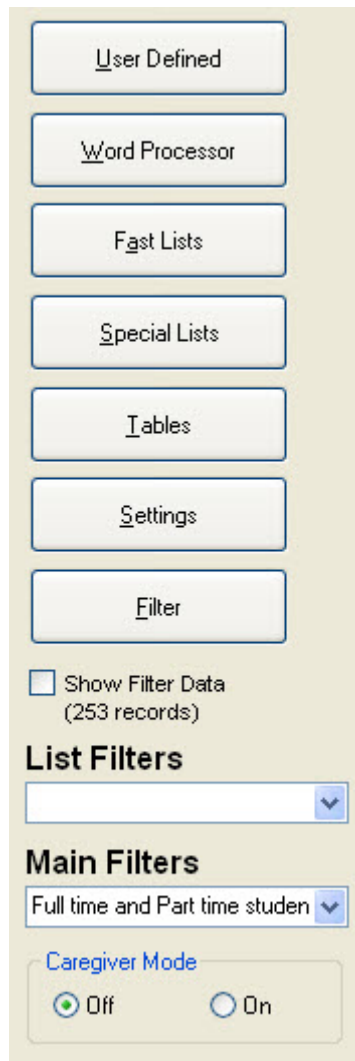 User Defined
Word Processor
Fast Lists
Special Lists
Tables
Settings
Filter
Show Filter Data
(253 records)
List Filters
Main Filters
Full time and Part time studen
Caregiver Mode
Off On